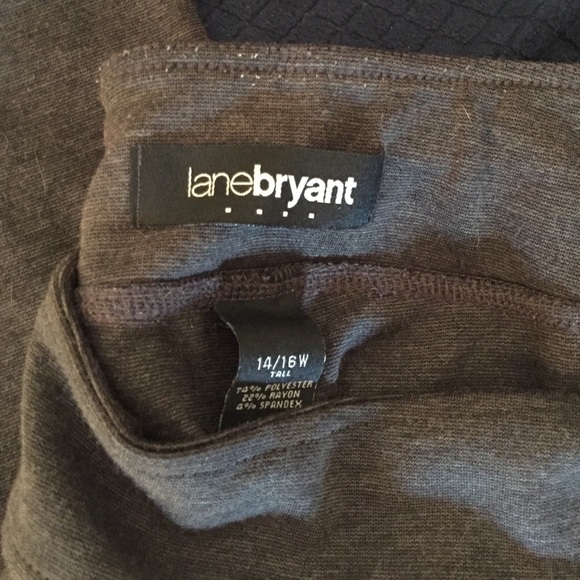 lanebryant
14/16W
TALL
74% POLYESTER
22% RAYON
4% SPANDEX